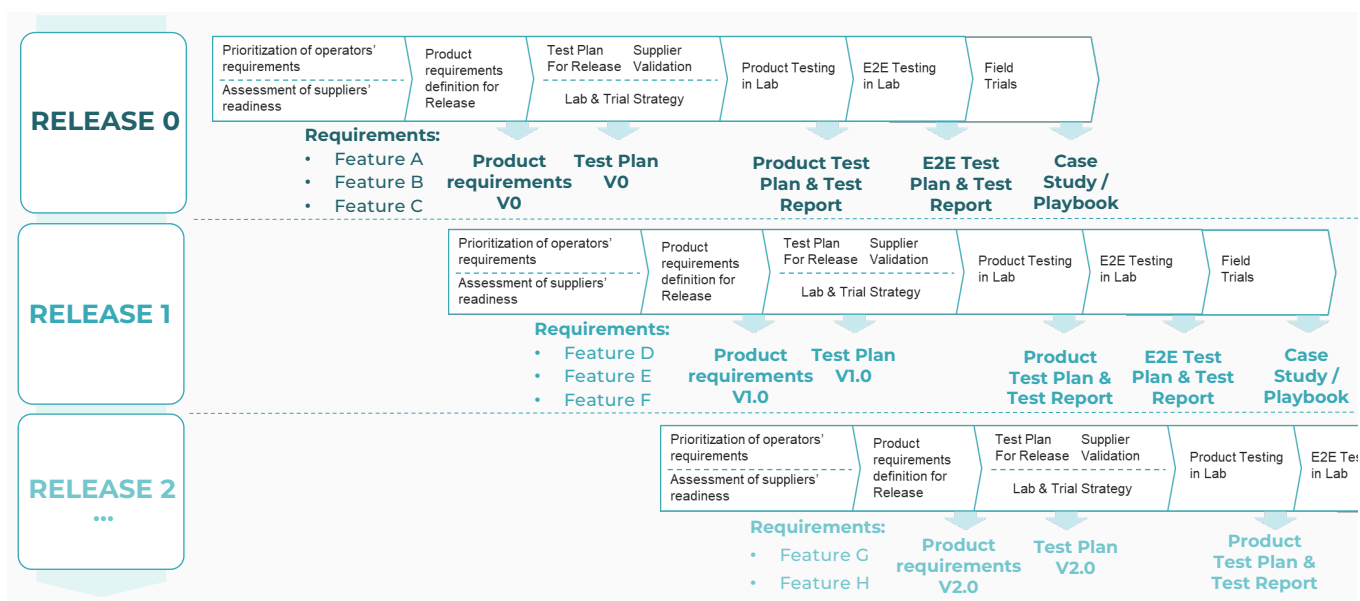 RELEASE 0
Prioritization of operators'
requirements
Assessment of suppliers'
readiness
Product
requirements
definition for
Release
Test Plan
For Release
Supplier
Validation
Lab & Trial Strategy
Product Testing
in Lab
E2E Testing
in Lab
Field
Trials
Requirements:
• Feature A
• Feature B
• Feature C
Product
requirements
V0
Test Plan
V0
Product Test
Plan & Test
Report
E2E Test
Plan & Test
Report
Case
Study /
Playbook
RELEASE 1
Prioritization of operators'
requirements
Assessment of suppliers'
readiness
Product
requirements
definition for
Release
Test Plan
For Release
Supplier
Validation
Lab & Trial Strategy
Product Testing
in Lab
E2E Testing
in Lab
Field
Trials
Requirements:
• Feature D
• Feature E
• Feature F
Product
requirements
V1.0
Test Plan
V1.0
Product
Test Plan &
Test Report
E2E Test
Plan & Test
Report
Case
Study /
Playbook
RELEASE 2
...
Prioritization of operators'
requirements
Assessment of suppliers'
readiness
Product
requirements
definition for
Release
Test Plan
For Release
Supplier
Validation
Lab & Trial Strategy
Product Testing
in Lab
E2E Tes
in Lab
Requirements:
• Feature G
• Feature H
Product
requirements
V2.0
Test Plan
V2.0
Product
Test Plan &
Test Report